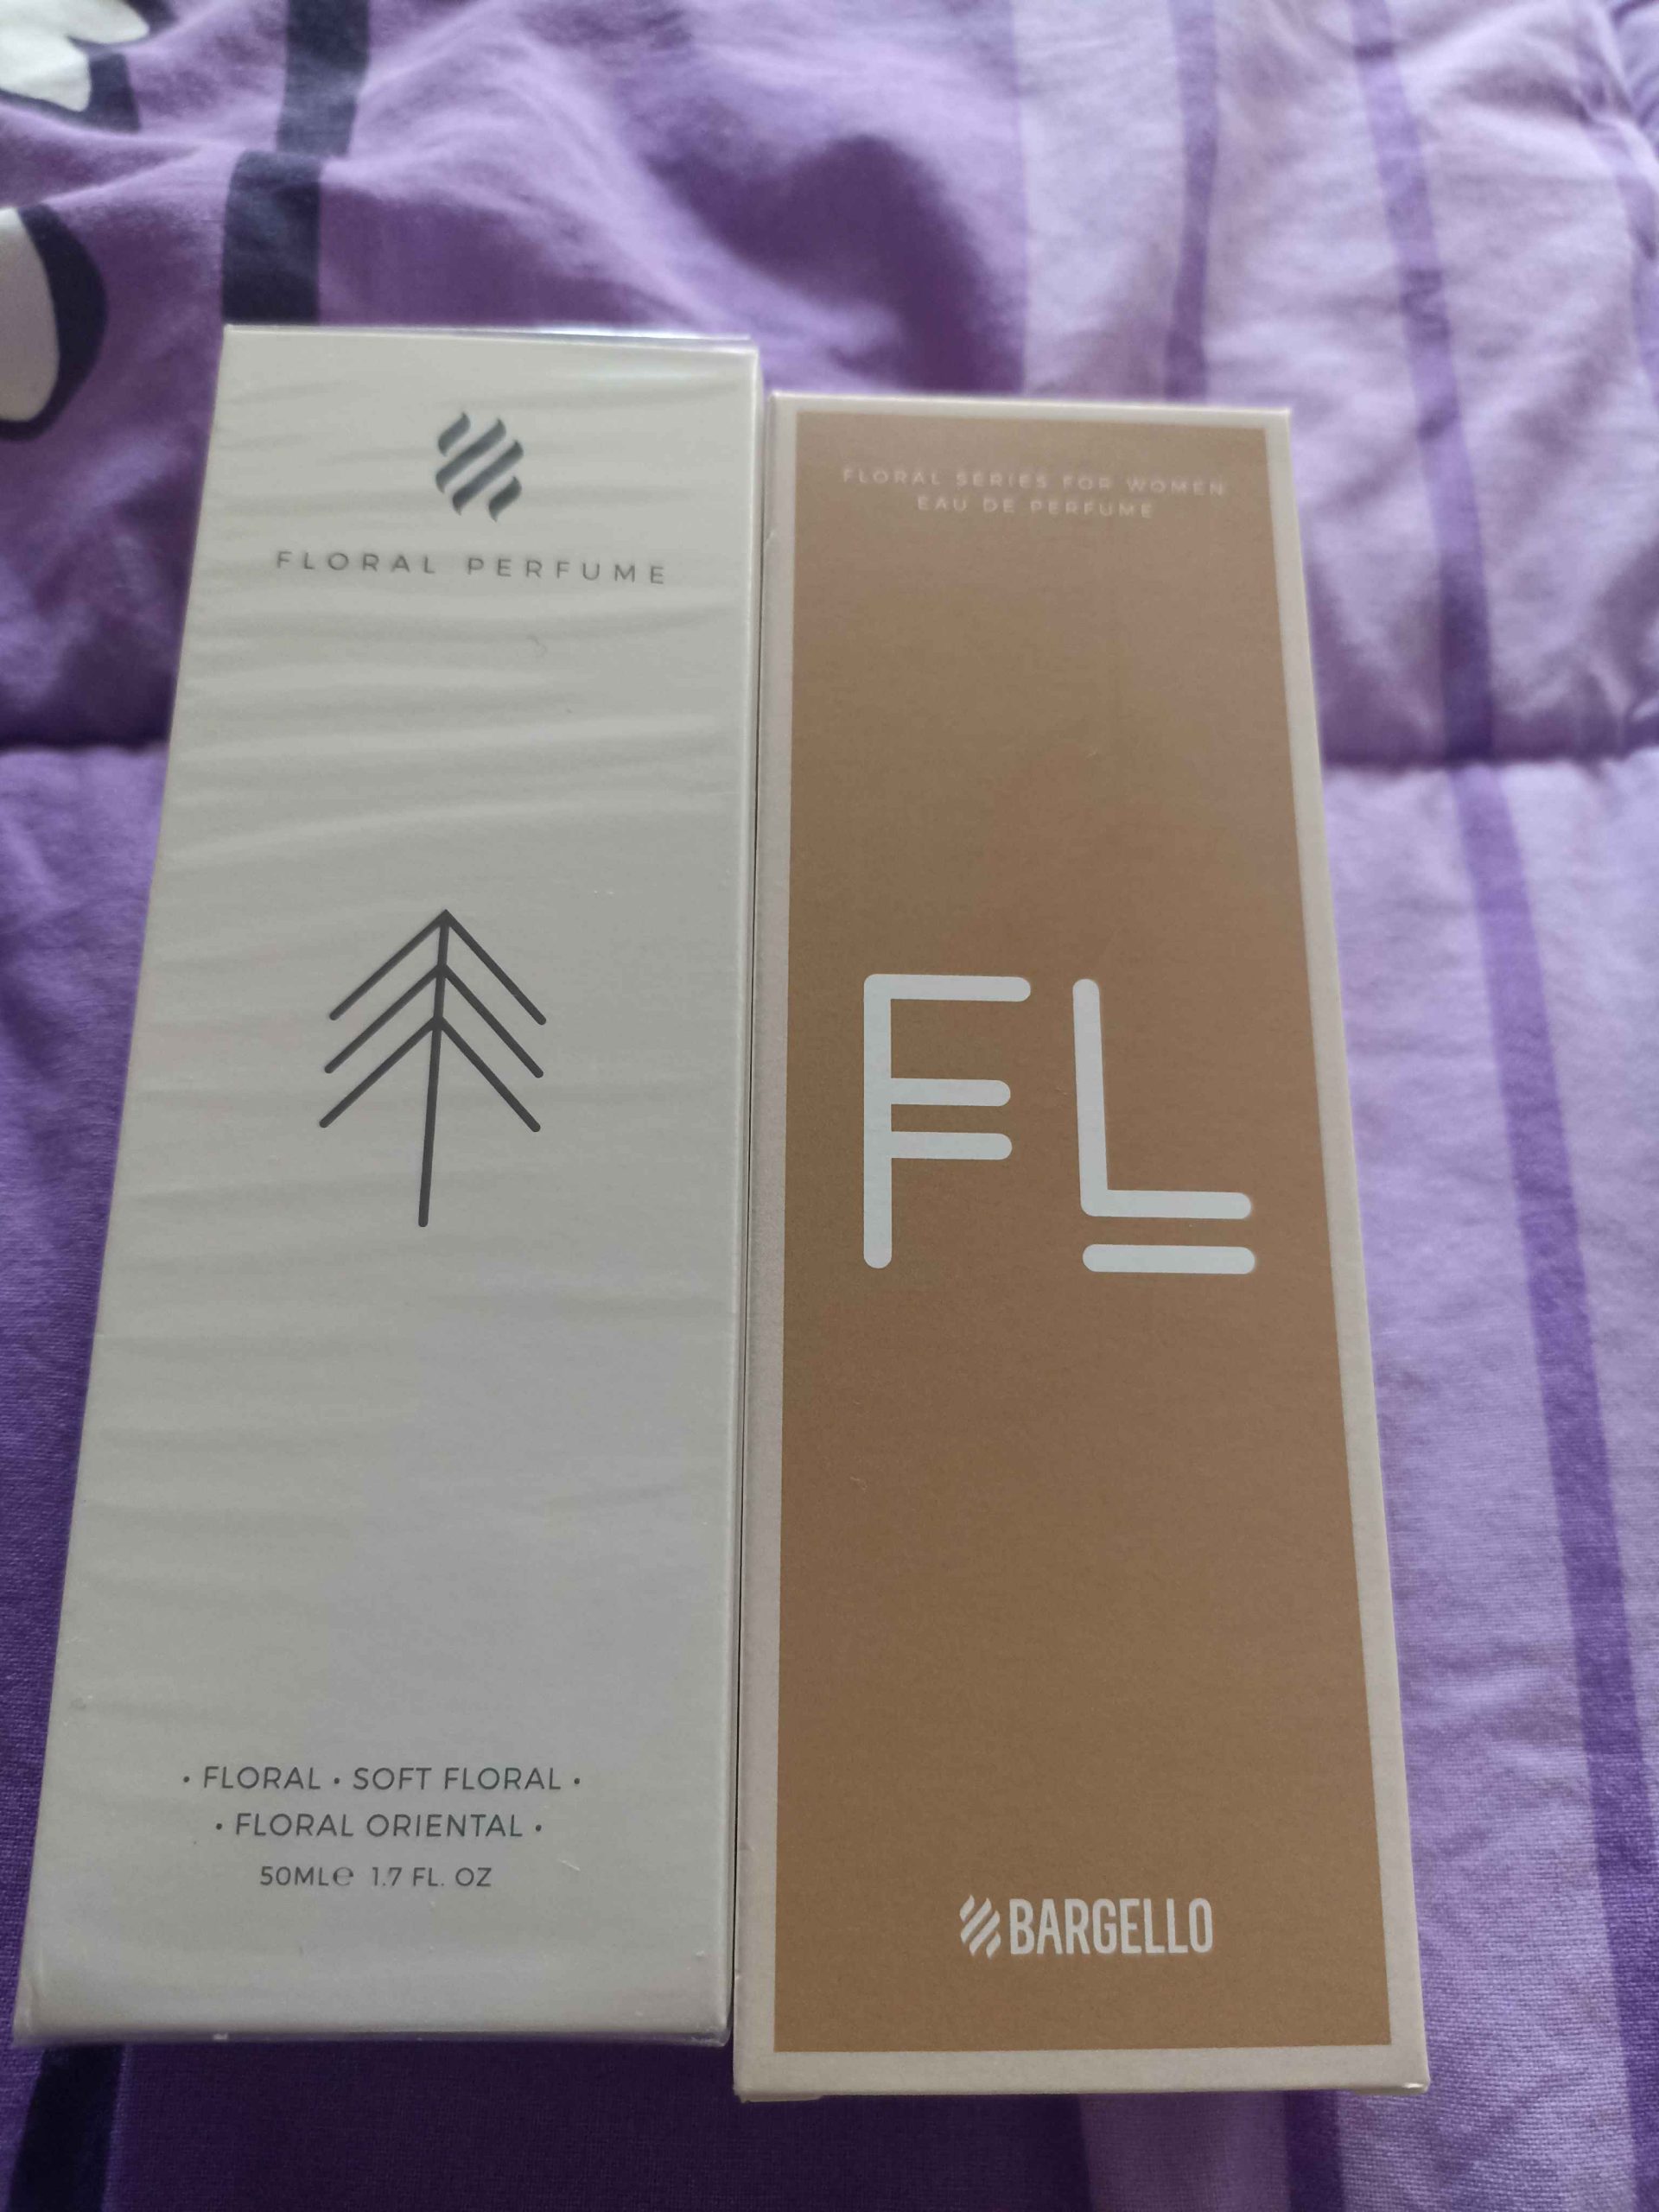 FLORAL PERFUME
• FLORAL • SOFT FLORAL •
• FLORAL ORIENTAL •
50ML℮ 1.7 FL. OZ
FLORAL SERIES FOR WOMEN
EAU DE PERFUME
FL
BARGELLO